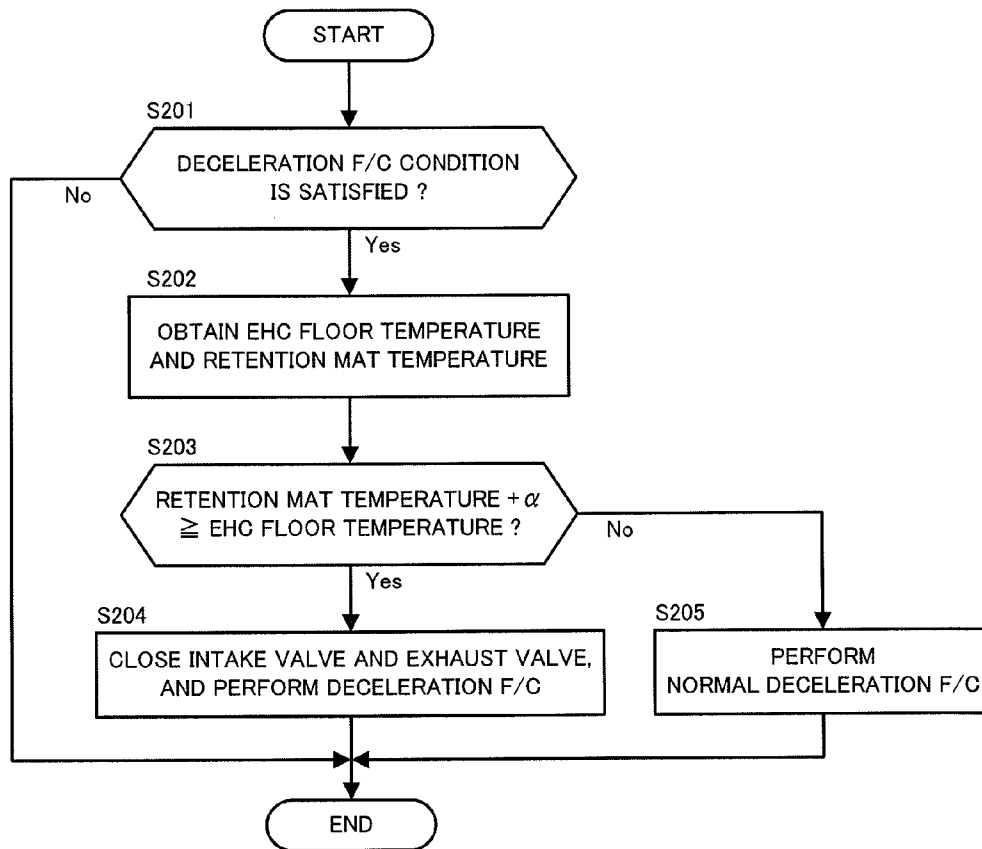 START
S201
DECELERATION F/C CONDITION
IS SATISFIED ?
No
Yes
S202
OBTAIN EHC FLOOR TEMPERATURE
AND RETENTION MAT TEMPERATURE
S203
RETENTION MAT TEMPERATURE + α
≧ EHC FLOOR TEMPERATURE ?
No
Yes
S204
CLOSE INTAKE VALVE AND EXHAUST VALVE,
AND PERFORM DECELERATION F/C
S205
PERFORM
NORMAL DECELERATION F/C
END